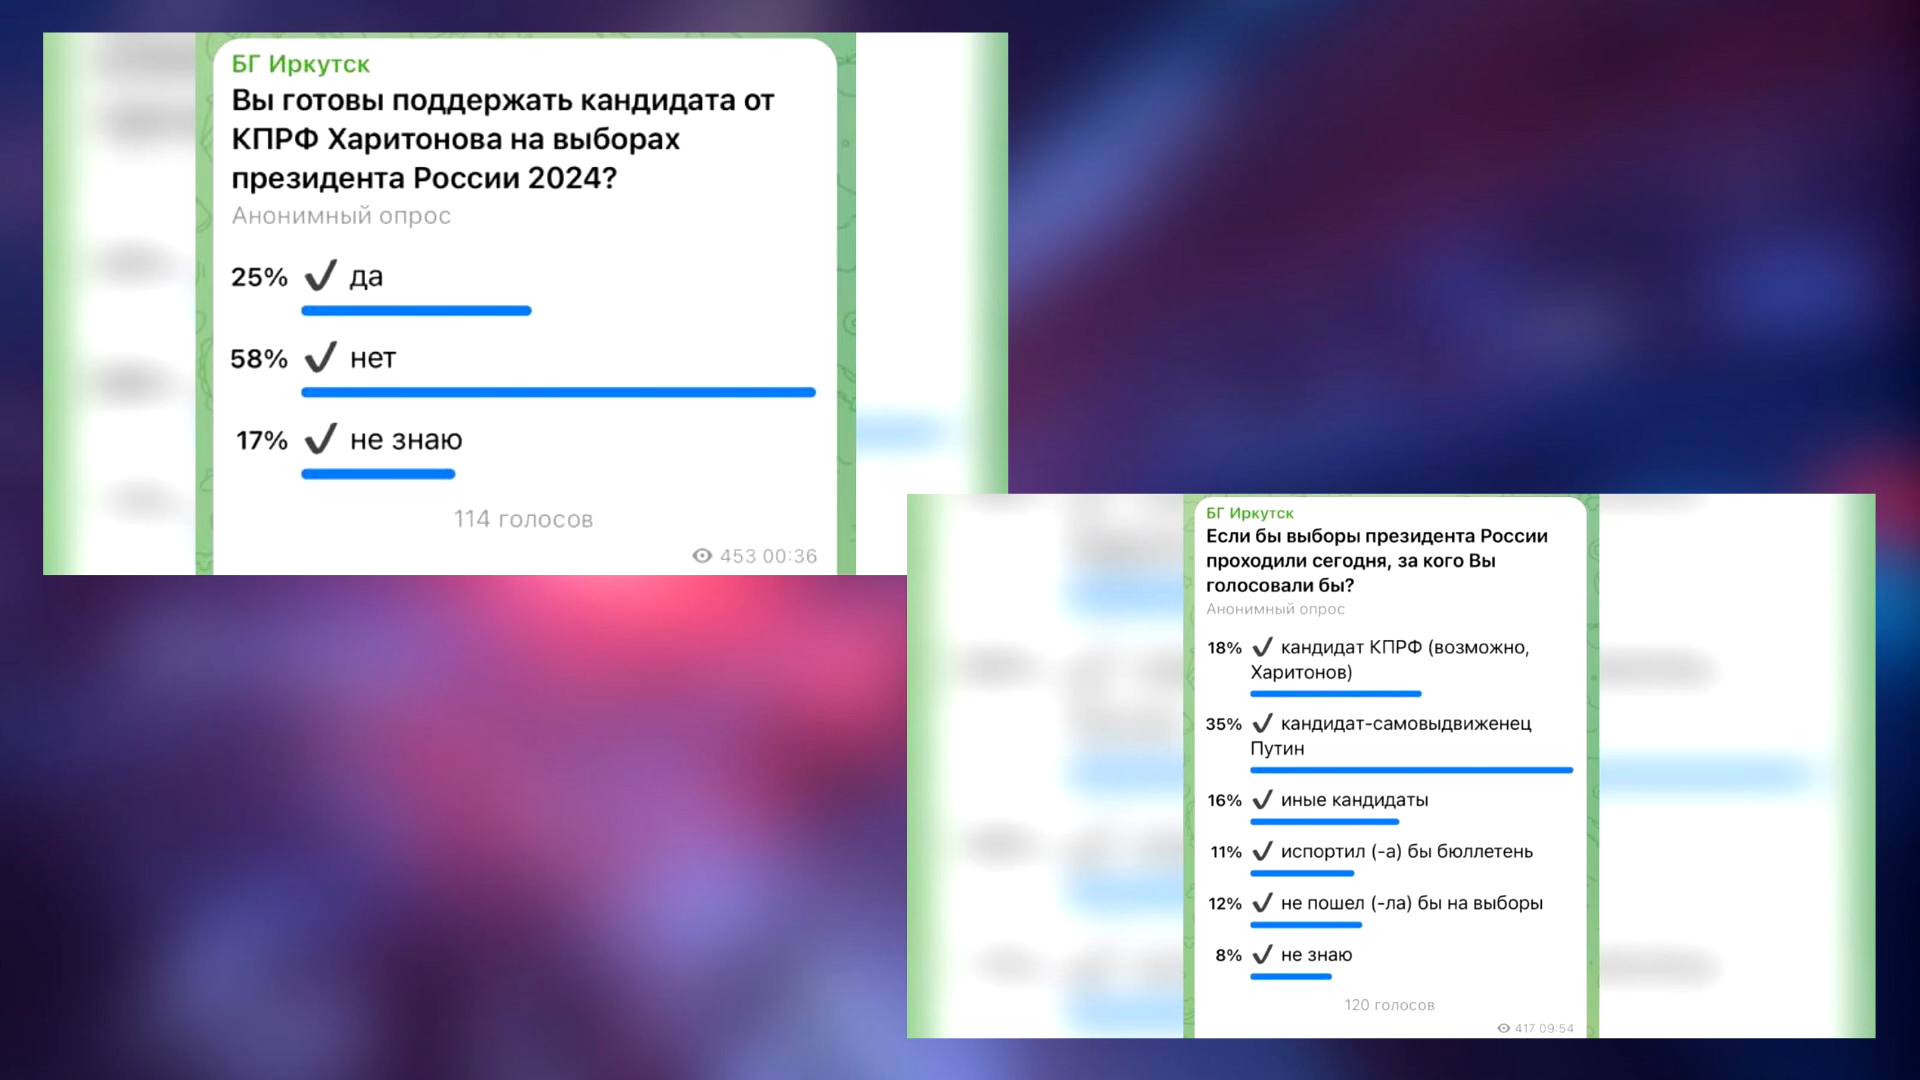 БГ Иркутск
Вы готовы поддержать кандидата от
КПРФ Харитонова на выборах
президента России 2024?
Анонимный опрос
25% ✔ да
58% ✔ нет
17% ✔ не знаю
114 голосов
453 00:36
БГ Иркутск
Если бы выборы президента России
проходили сегодня, за кого Вы
голосовали бы?
Анонимный опрос
18% ✔ кандидат КПРФ (возможно,
Харитонов)
35% ✔ кандидат-самовыдвиженец
Путин
16% ✔ иные кандидаты
11% ✔ испортил (-а) бы бюллетень
12% ✔ не пошел (-ла) бы на выборы
8% ✔ не знаю
120 голосов
417 09:54